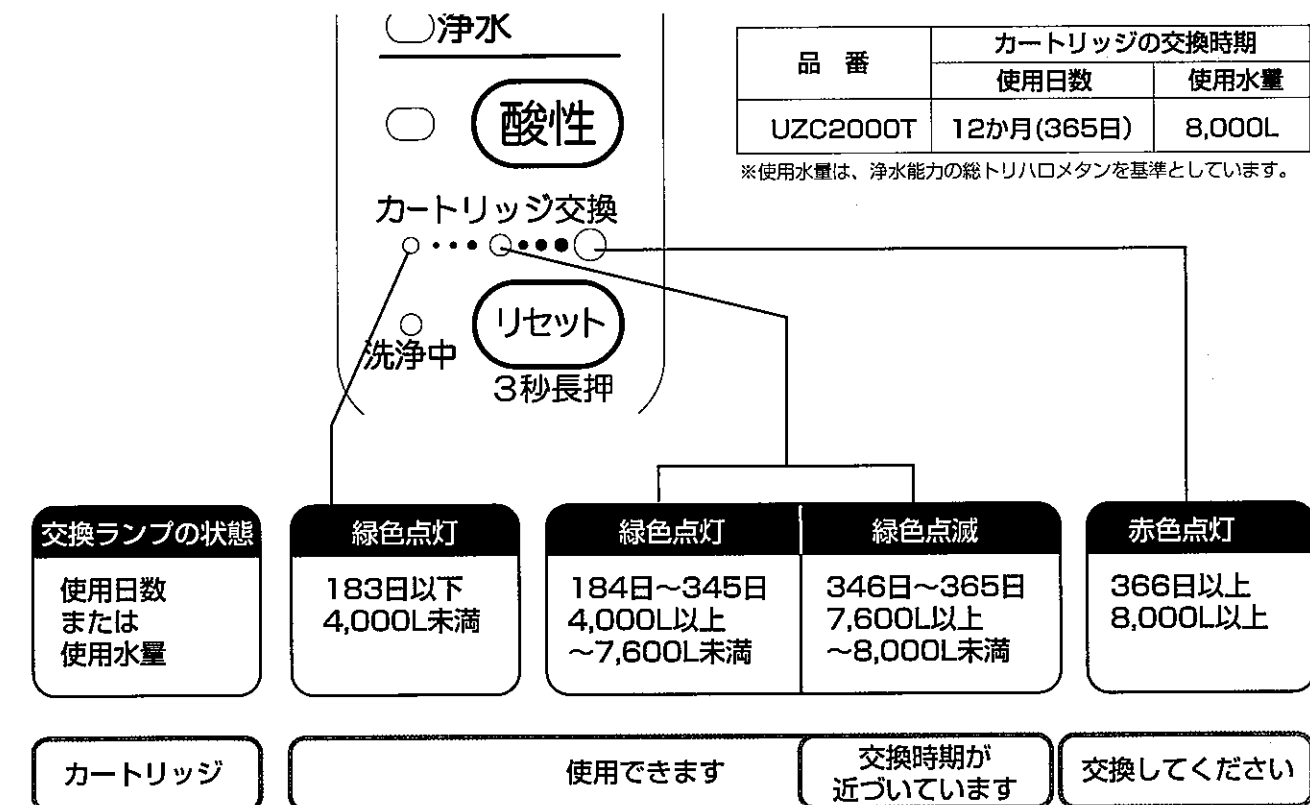 浄水
酸性
カートリッジ交換
リセット
洗浄中
3秒長押
品 番
カートリッジの交換時期
使用日数
使用水量
UZC2000T
12か月(365日)
8,000L
※使用水量は、浄水能力の総トリハロメタンを基準としています。
交換ランプの状態
使用日数
または
使用水量
緑色点灯
183日以下
4,000L未満
緑色点灯
184日～345日
4,000L以上
～7,600L未満
緑色点滅
346日～365日
7,600L以上
～8,000L未満
赤色点灯
366日以上
8,000L以上
カートリッジ
使用できます
交換時期が
近づいています
交換してください